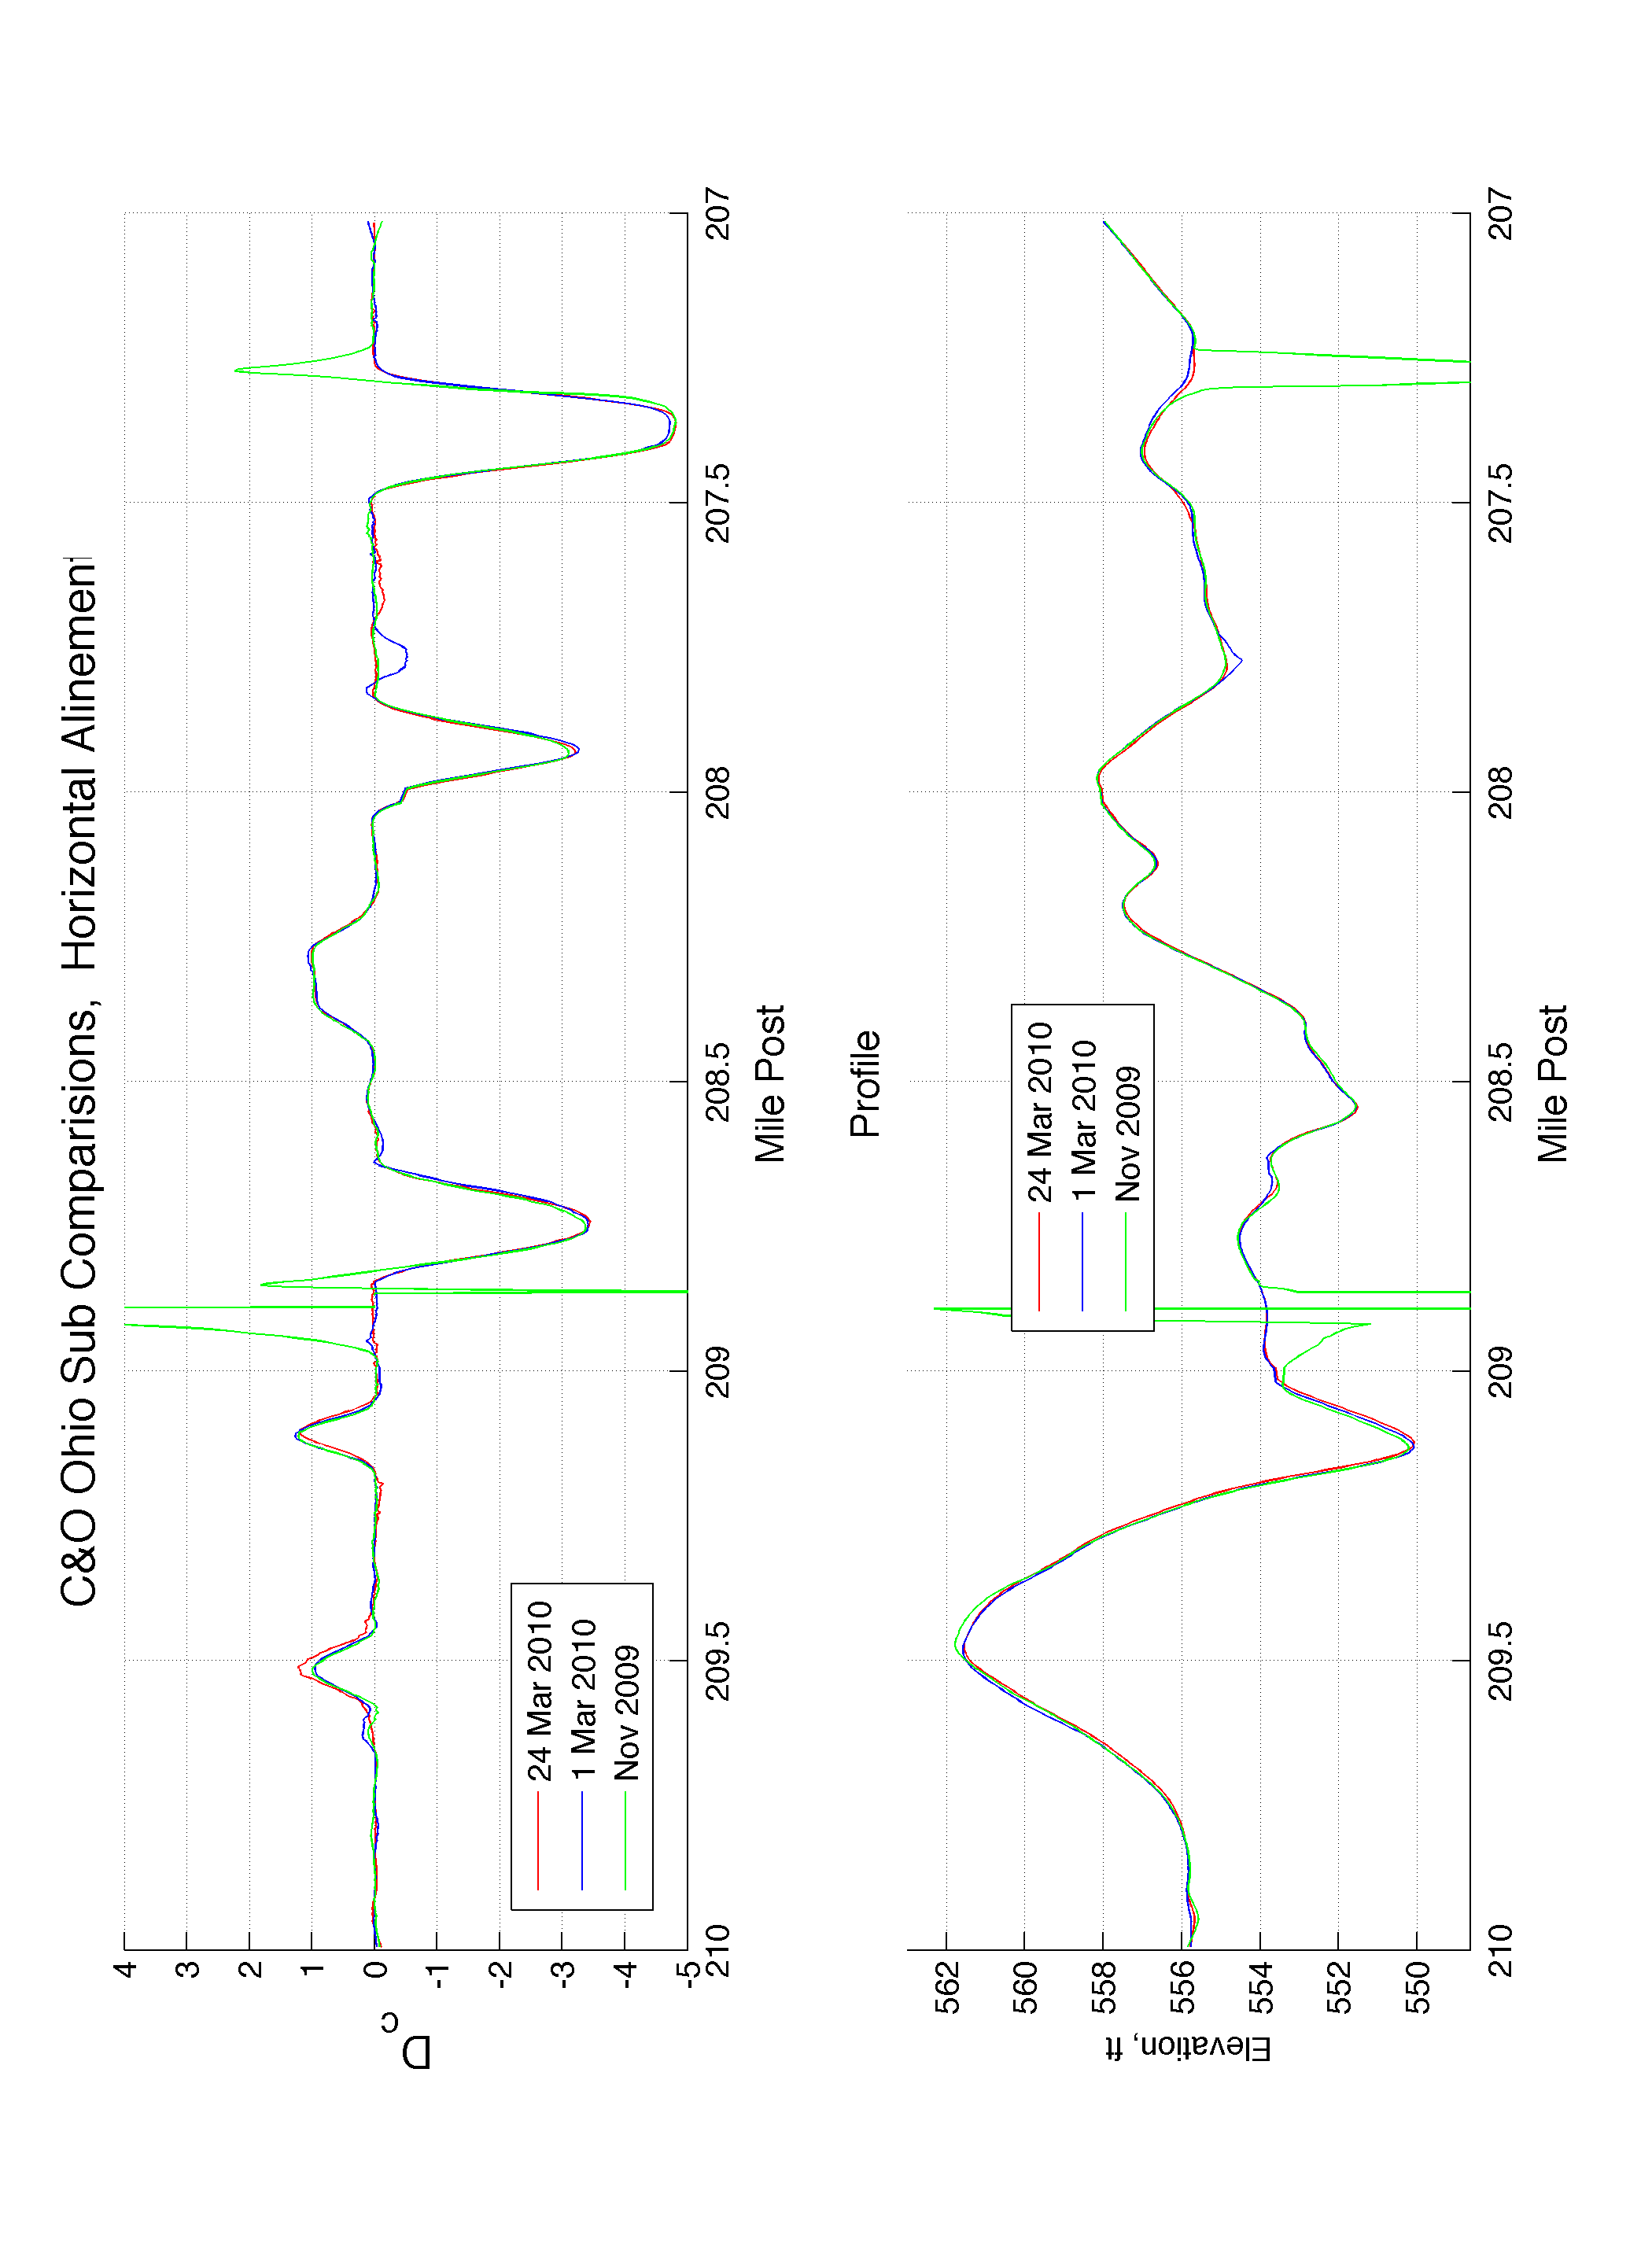 C&O Ohio Sub Comparisions, Horizontal Alinemen
4
3
2
1
0
-1
-2
-3
-4
-5
Dc
24 Mar 2010
1 Mar 2010
Nov 2009
210
209.5
209
208.5
208
207.5
207
Mile Post
Profile
562
560
558
556
554
552
550
Elevation, ft
24 Mar 2010
1 Mar 2010
Nov 2009
210
209.5
209
208.5
208
207.5
207
Mile Post